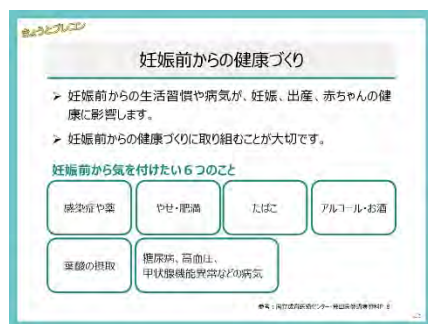 きょうとプレコン
妊娠前からの健康づくり
➢ 妊娠前からの生活習慣や病気が、妊娠、出産、赤ちゃんの健
康に影響します。
➢ 妊娠前からの健康づくりに取り組むことが大切です。
妊娠前から気を付けたい6つのこと
感染症や薬
やせ・肥満
たばこ
アルコール・お酒
葉酸の摂取
糖尿病、高血圧、
甲状腺機能異常などの病気